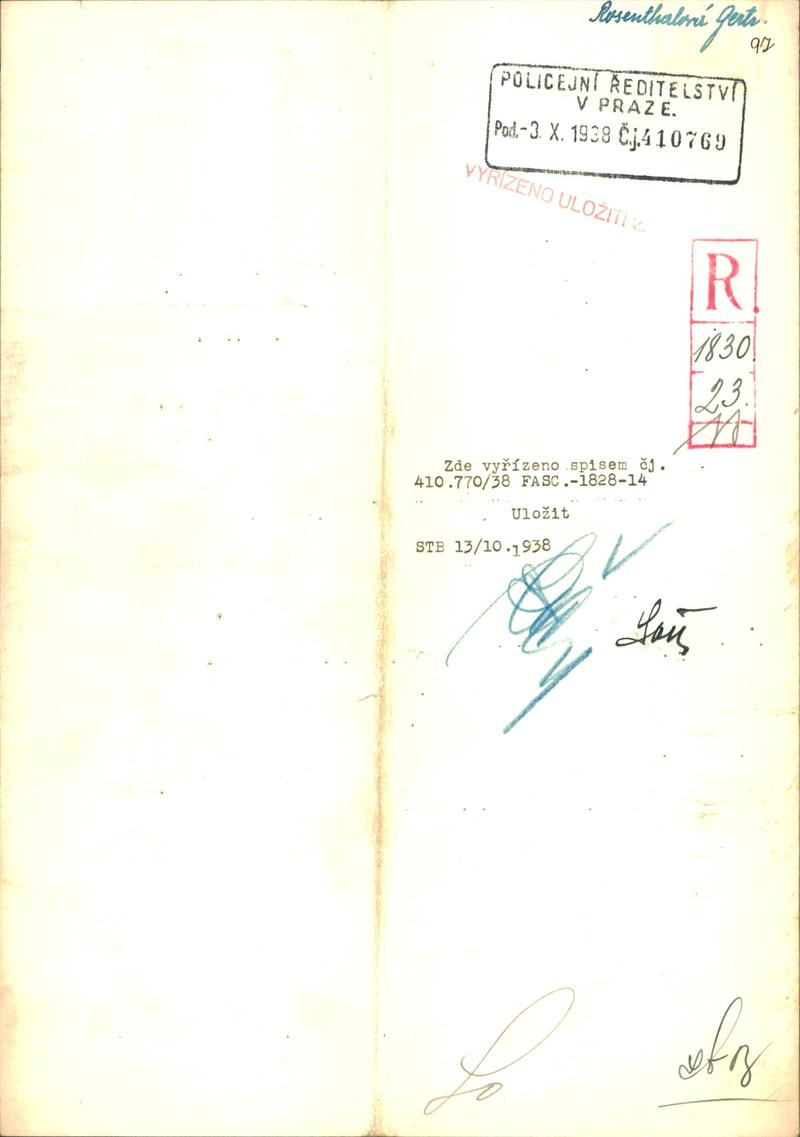 Rosenthalová Gertr.
97
POLICEJNÍ ŘEDITELSTVÍ
V PRAZE.
Pod.-3. X. 1938 Čj.410769
VYŘÍZENO ULOŽITI
R.
1830
23
Zde vyřízeno spisem čj.
410.770/38 FASC.-1828-14
Uložit
STB 13/10.1938